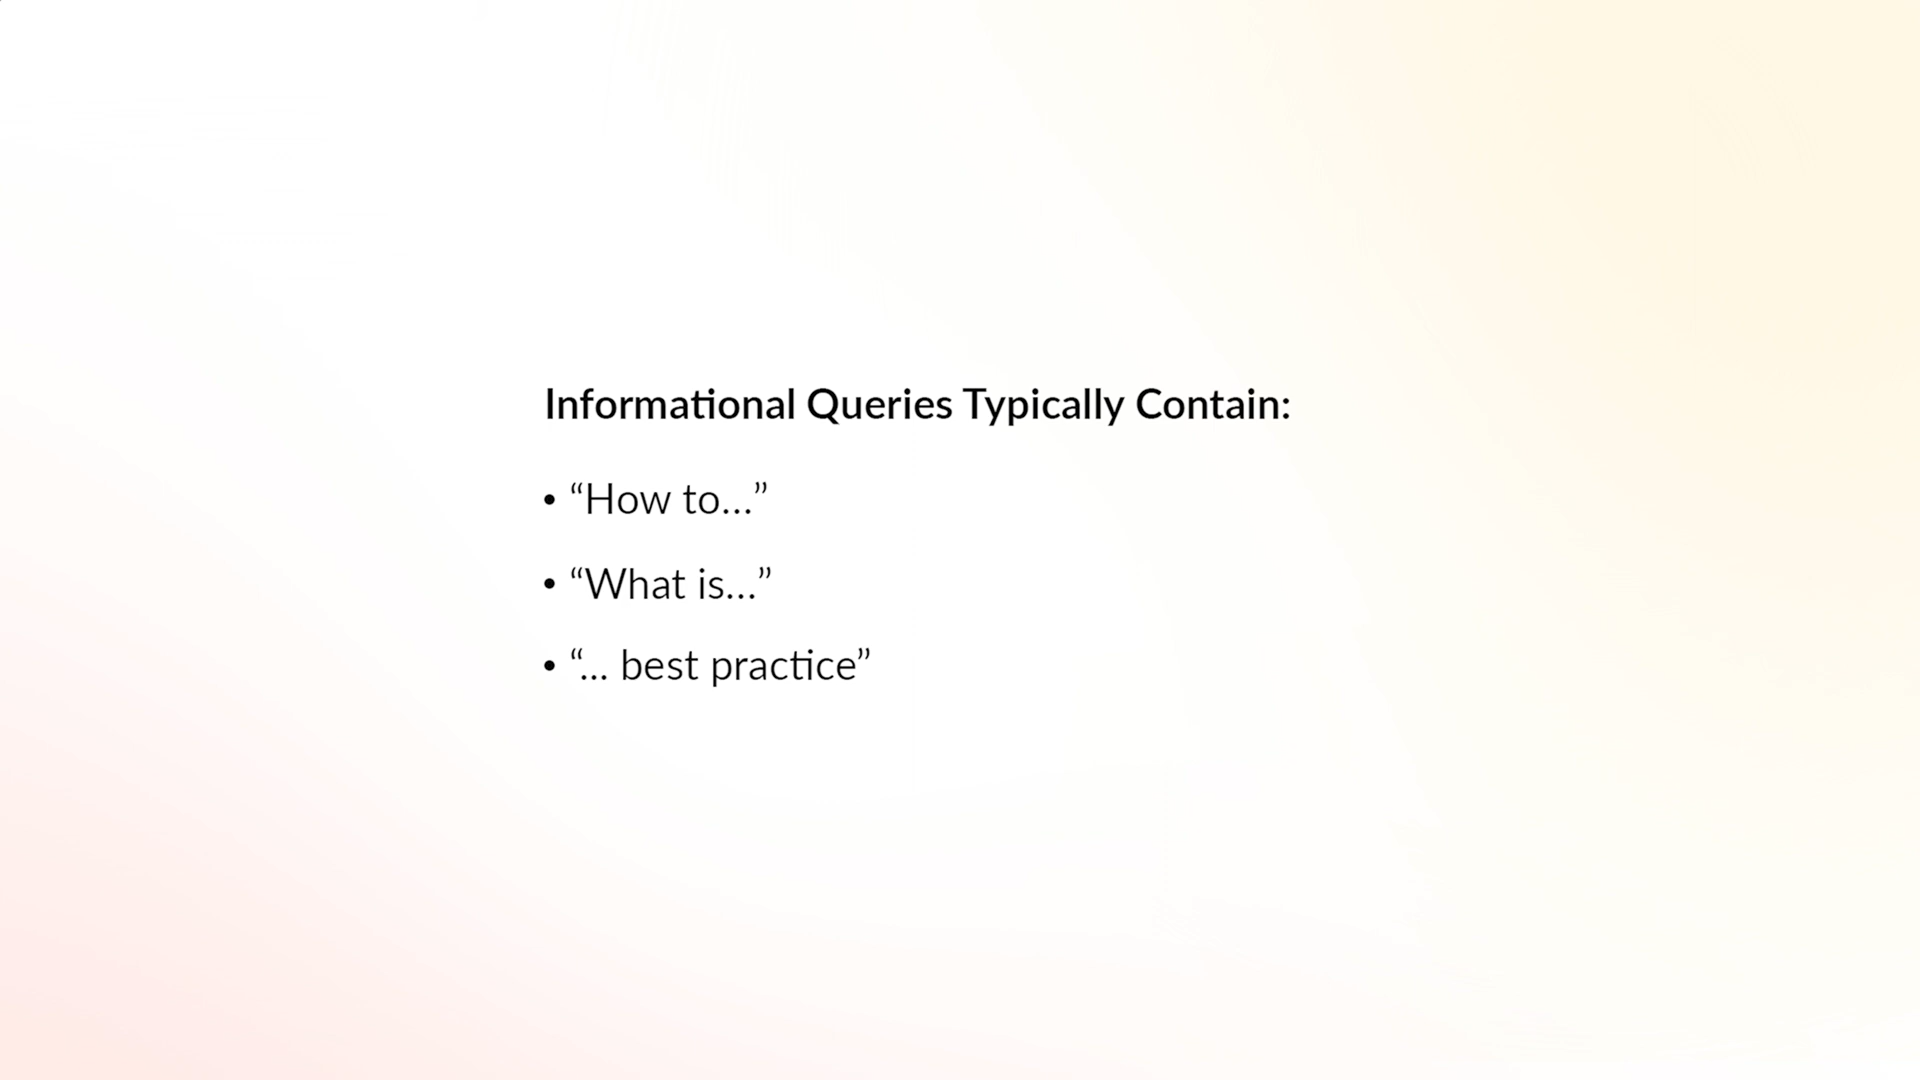 Informational Queries Typically Contain:
• “How to...”
• “What is...”
• “... best practice”